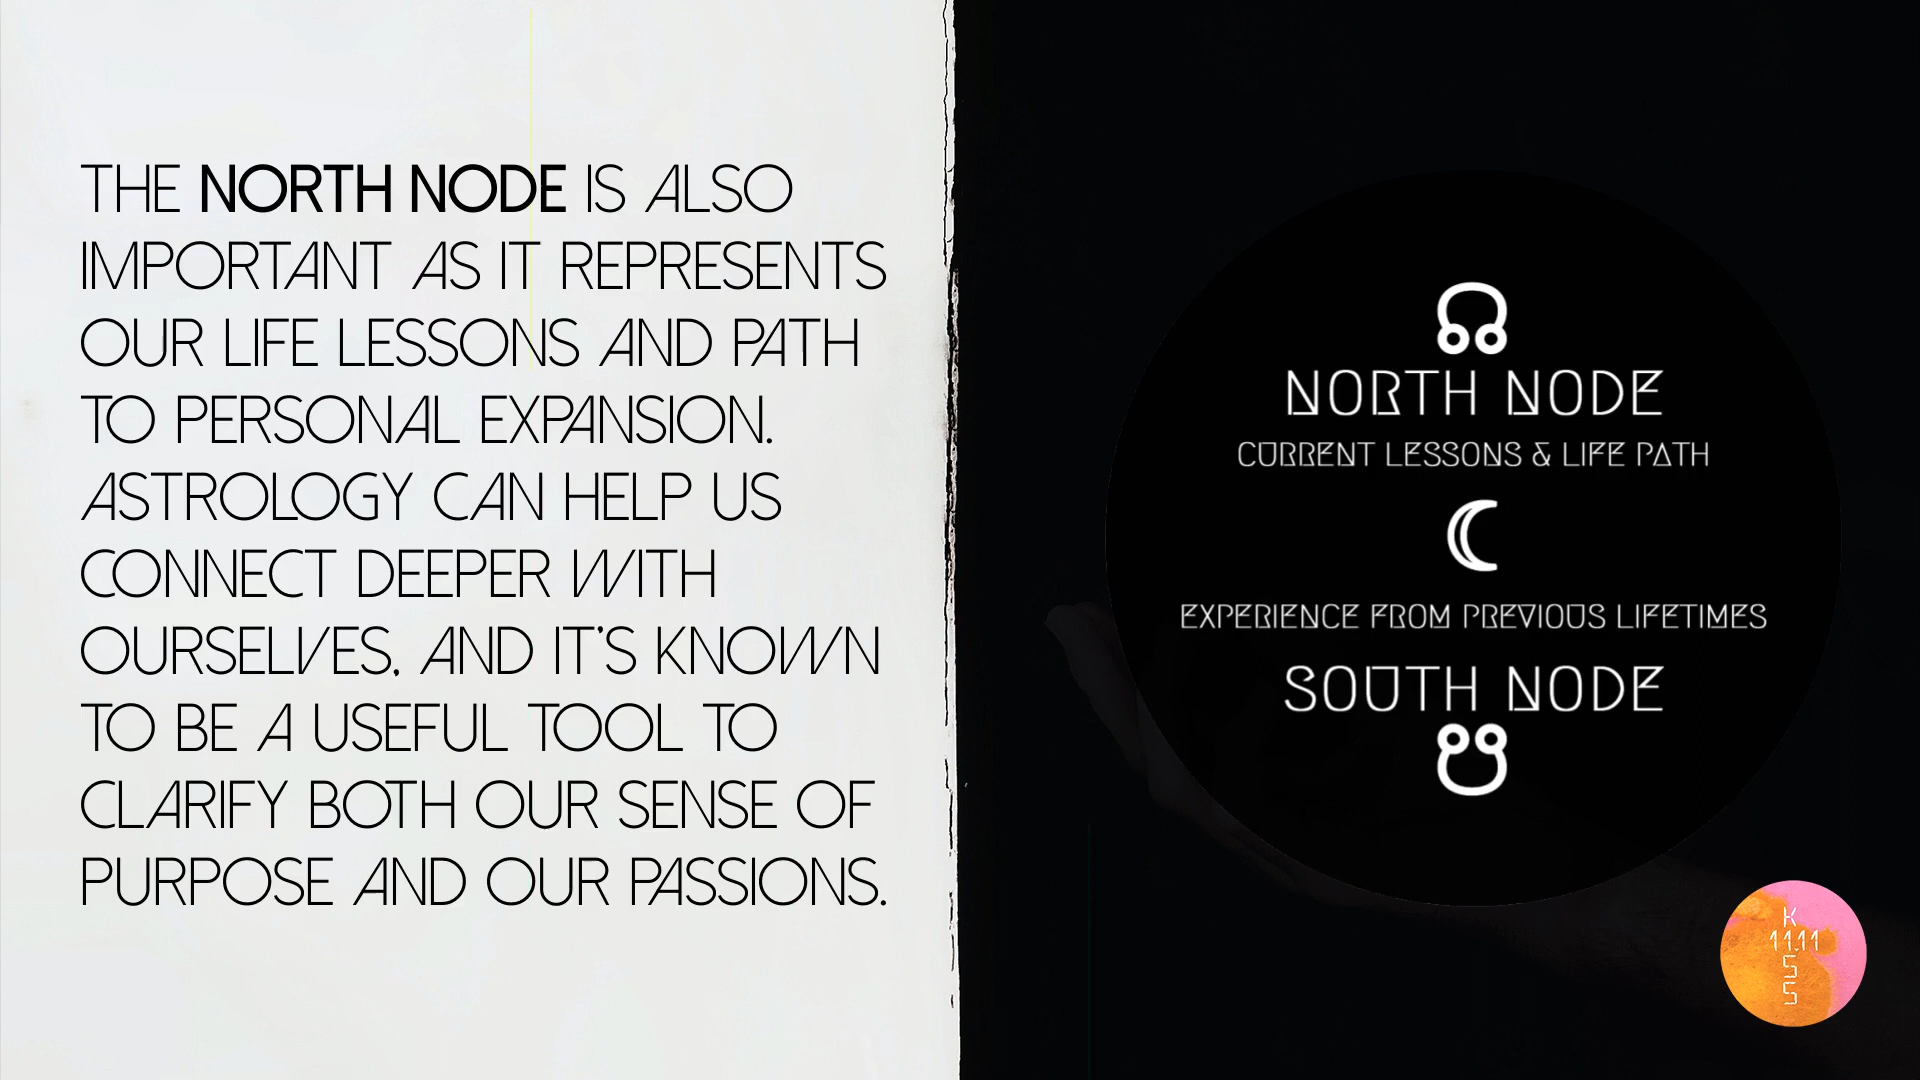 THE NORTH NODE IS ALSO
IMPORTANT AS IT REPRESENTS
OUR LIFE LESSONS AND PATH
TO PERSONAL EXPANSION.
ASTROLOGY CAN HELP US
CONNECT DEEPER WITH
OURSELVES, AND IT'S KNOWN
TO BE A USEFUL TOOL TO
CLARIFY BOTH OUR SENSE OF
PURPOSE AND OUR PASSIONS.
NORTH NODE
CURRENT LESSONS & LIFE PATH
EXPERIENCE FROM PREVIOUS LIFETIMES
SOUTH NODE
K
11.11
S
S